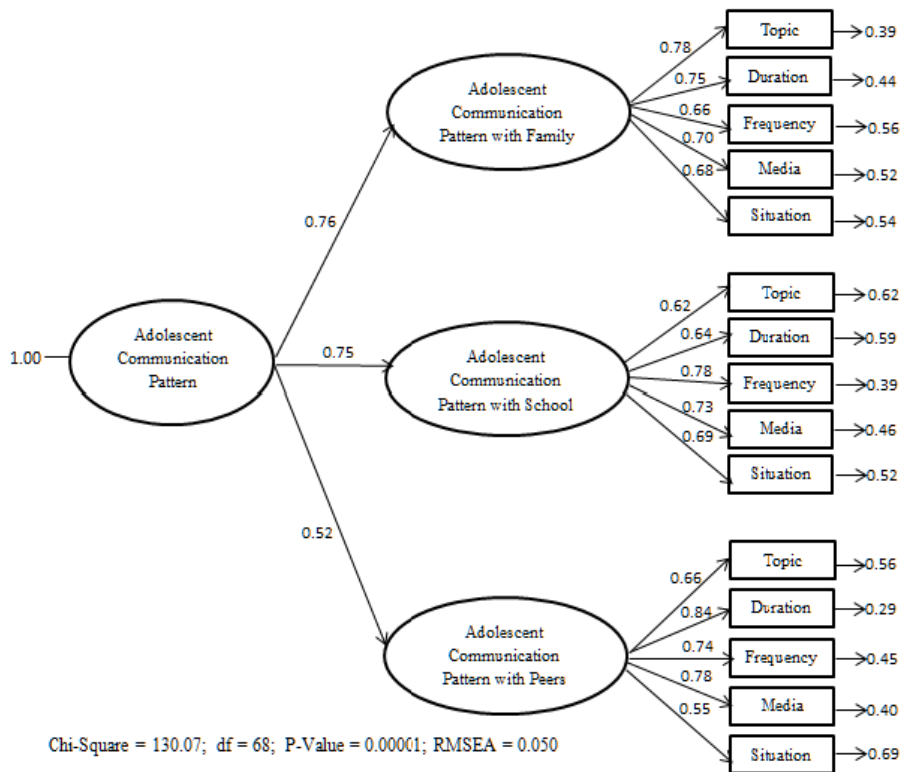 0.78
Topic
0.39
0.75
Duration
0.44
Adolescent
Communication
Pattern with Family
0.66
Frequency
0.56
0.70
Media
0.52
0.68
Situation
0.54
0.76
0.62
Topic
0.62
0.64
Duration
0.59
1.00
Adolescent
Communication
Pattern
0.75
Adolescent
Communication
Pattern with School
0.78
Frequency
0.39
0.73
Media
0.46
0.69
Situation
0.52
0.52
0.66
Topic
0.56
0.84
Duration
0.29
Adolescent
Communication
Pattern with Peers
0.74
Frequency
0.45
0.78
Media
0.40
0.55
Situation
0.69
Chi-Square = 130.07; df = 68; P-Value = 0.00001; RMSEA = 0.050